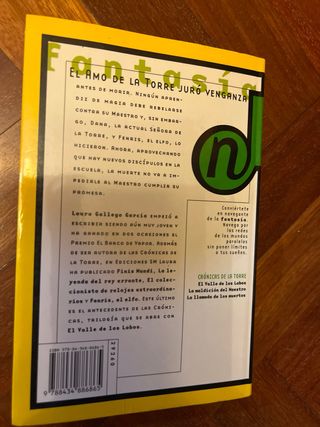 fantasía
EL AMO DE LA TORRE JURÓ VENGANZA
ANTES DE MORIR. NINGÚN APREN-
DIZ DE MAGIA DEBE REBELARSE
CONTRA SU MAESTRO Y, SIN EMBAR-
GO, DANA, LA ACTUAL SEÑORA DE
LA TORRE, Y FENRIS, EL ELFO, LO
HICIERON. AHORA, APROVECHANDO
QUE HAY NUEVOS DISCÍPULOS EN LA
ESCUELA, LA MUERTE NO VA A IM-
PEDIRLE AL MAESTRO CUMPLIR SU
PROMESA.
n
Laura Gallego García EMPEZÓ A
ESCRIBIR SIENDO AÚN MUY JOVEN Y
HA GANADO EN DOS OCASIONES EL
PREMIO EL BARCO DE VAPOR. ADEMÁS
DE SER AUTORA DE LAS CRÓNICAS DE
LA TORRE, EN EDICIONES SM LAURA
HA PUBLICADO Finis Mundi, La le-
yenda del rey errante, El colec-
cionista de relojes extraordina-
rios y Fenris, el elfo. ESTE ÚLTIMO
ES EL ANTECEDENTE DE LAS CRÓNI-
CAS, TRILOGÍA QUE SE ABRE CON
El Valle de los Lobos.
Conviértete
en navegante
de la fantasía.
Navega por
las redes
de los mundos
paralelos
sin poner límites
a tus sueños.
CRÓNICAS DE LA TORRE
El Valle de los Lobos
La maldición del Maestro
La llamada de los muertos
9 788434 886865